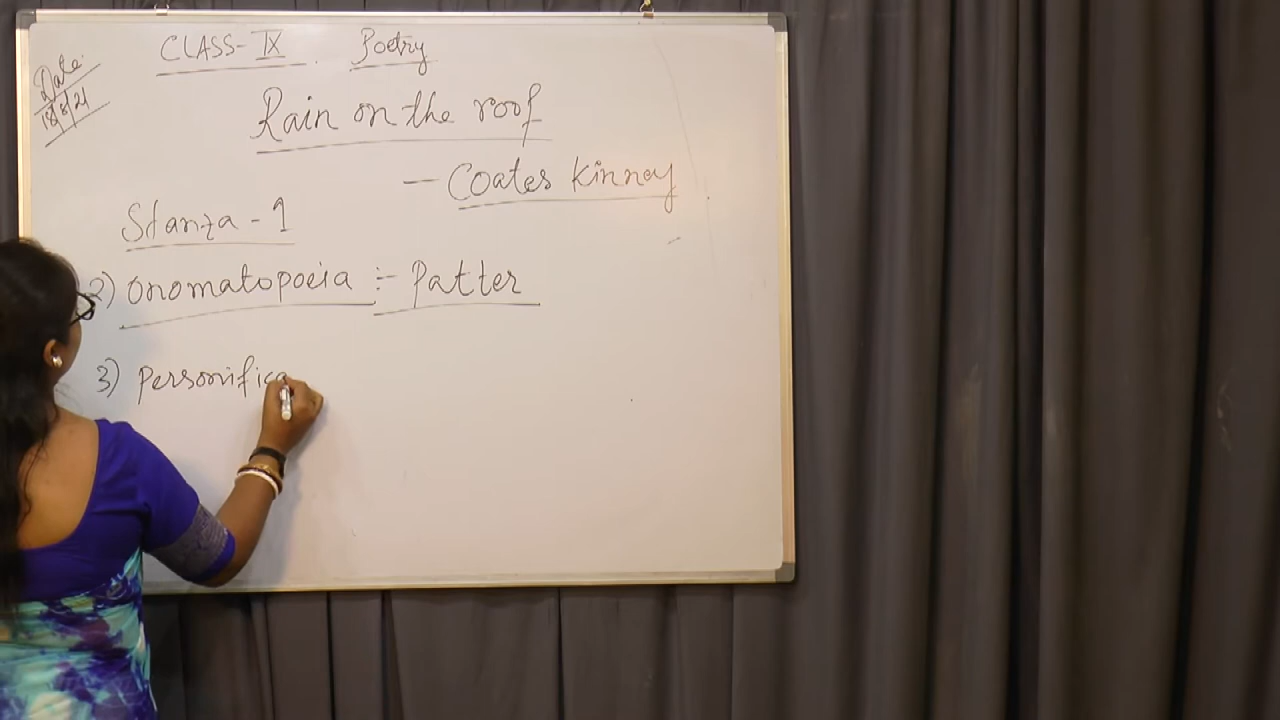 CLASS-IX. Poetry
Date:
18/8/21
Rain on the roof
- Coates Kinney
Stanza - 1
2) Onomatopoeia :- Patter
3) Personifica